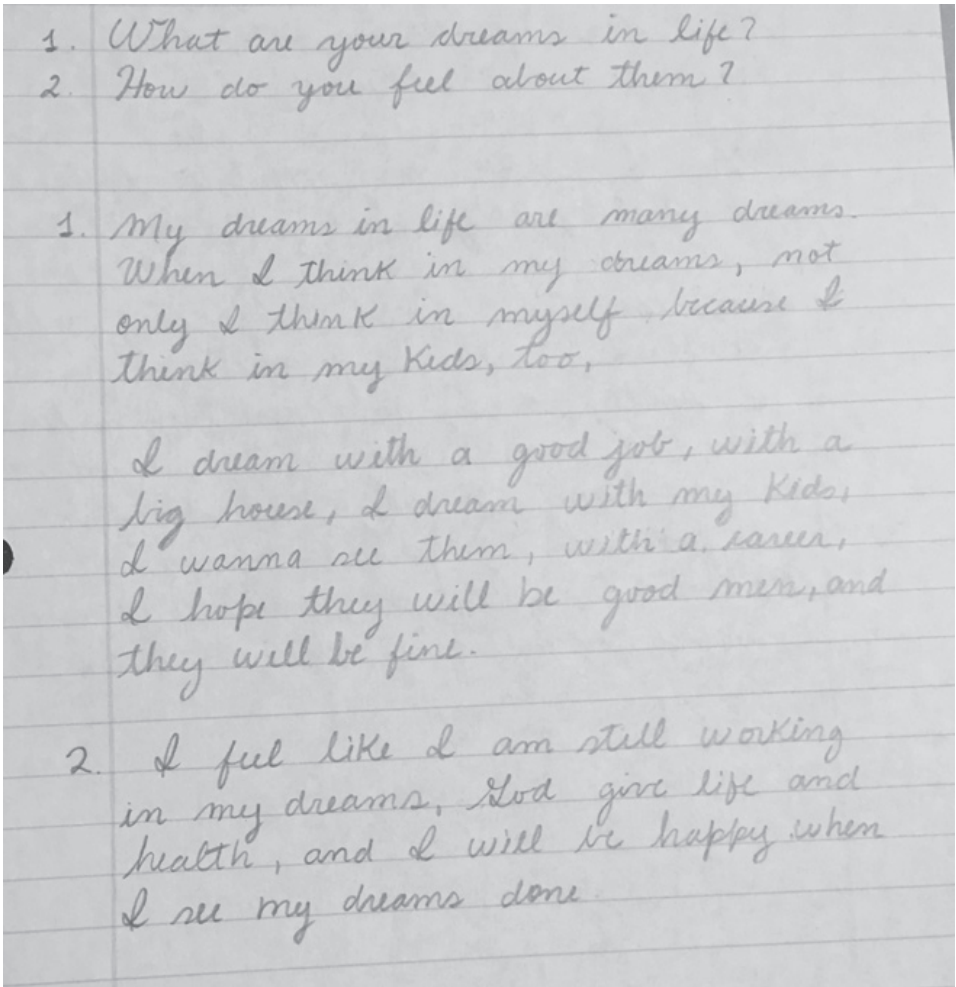 1. What are your dreams in life?
2. How do you feel about them?
1. My dreams in life are many dreams.
When I think in my dreams, not
only I think in myself because I
think in my Kids, too,
I dream with a good job, with a
big house, I dream with my Kids,
I wanna see them, with a career,
I hope they will be good men, and
they will be fine.
2. I feel like I am still working
in my dreams, God give life and
health, and I will be happy when
I see my dreams done.